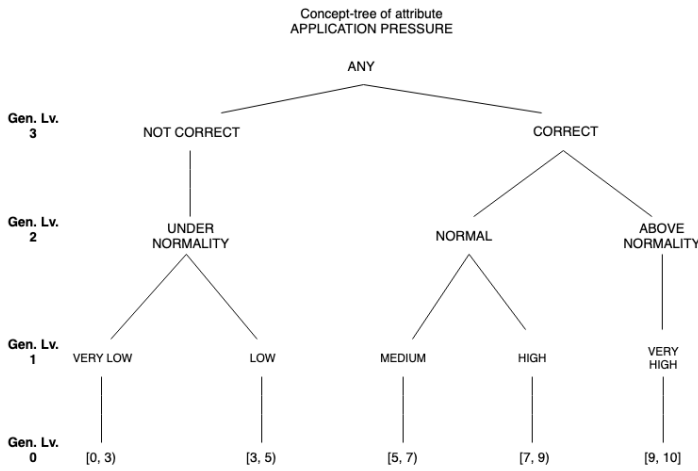 Concept-tree of attribute
APPLICATION PRESSURE
ANY
Gen. Lv.
3
NOT CORRECT
CORRECT
Gen. Lv.
2
UNDER
NORMALITY
NORMAL
ABOVE
NORMALITY
Gen. Lv.
1
VERY LOW
LOW
MEDIUM
HIGH
VERY
HIGH
Gen. Lv.
0
[0, 3)
[3, 5)
[5, 7)
[7, 9)
[9, 10]